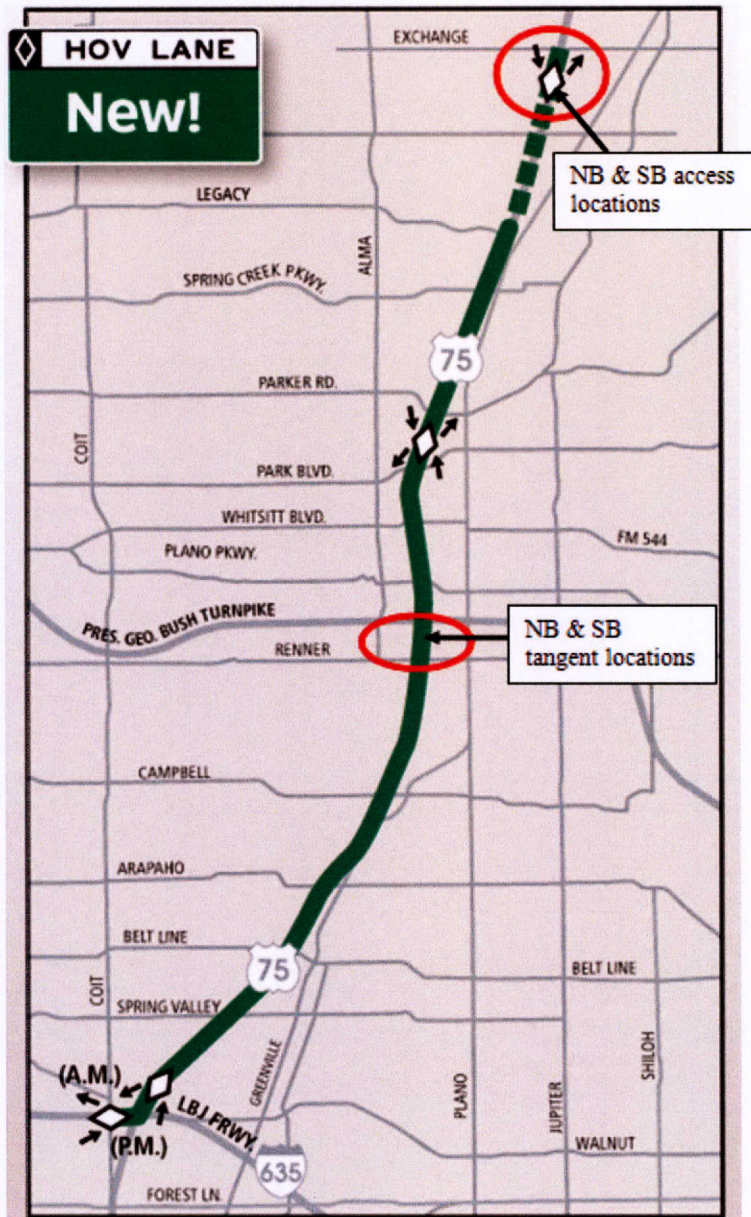 HOV LANE
New!
EXCHANGE
NB & SB access
locations
LEGACY
ALMA
SPRING CREEK PKWY.
75
PARKER RD.
COIT
PARK BLVD.
WHITSITT BLVD.
FM 544
PLANO PKWY.
PRES. GEO. BUSH TURNPIKE
NB & SB
tangent locations
RENNER
CAMPBELL
ARAPAHO
BELT LINE
75
BELT LINE
COIT
SPRING VALLEY
GREENVILLE
PLANO
JUPITER
SHILOH
(A.M.)
LBJ FRWY.
(P.M.)
WALNUT
635
FOREST LN.